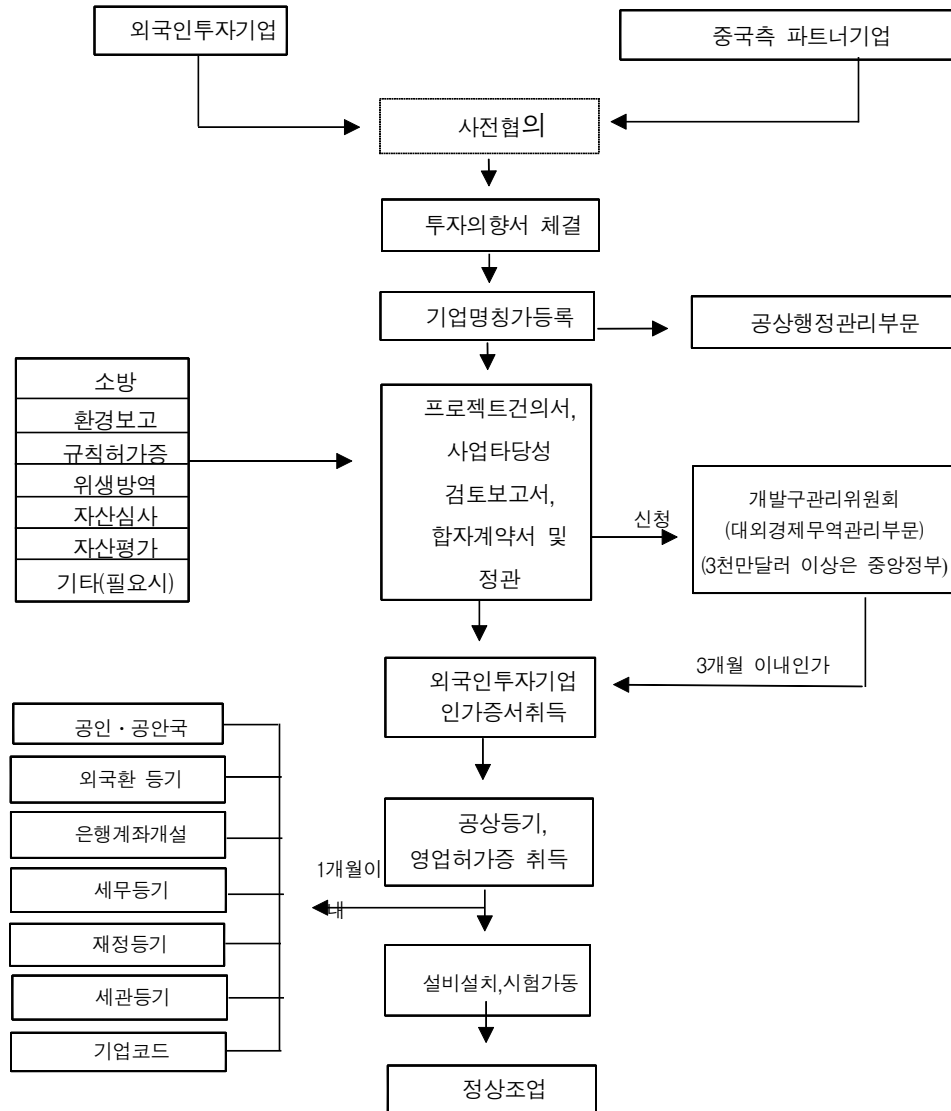 외국인투자기업
중국측 파트너기업
사전협의
투자의향서 체결
기업명칭가등록
공상행정관리부문
소방
환경보고
규칙허가증
위생방역
자산심사
자산평가
기타(필요시)
프로젝트건의서,
사업타당성
검토보고서,
합자계약서 및
정관
신청
개발구관리위원회
(대외경제무역관리부문)
(3천만달러 이상은 중앙정부)
3개월 이내인가
외국인투자기업
인가증서취득
공인 · 공안국
외국환 등기
은행계좌개설
세무등기
재정등기
세관등기
기업코드
공상등기,
영업허가증 취득
1개월이
내
설비설치,시험가동
정상조업